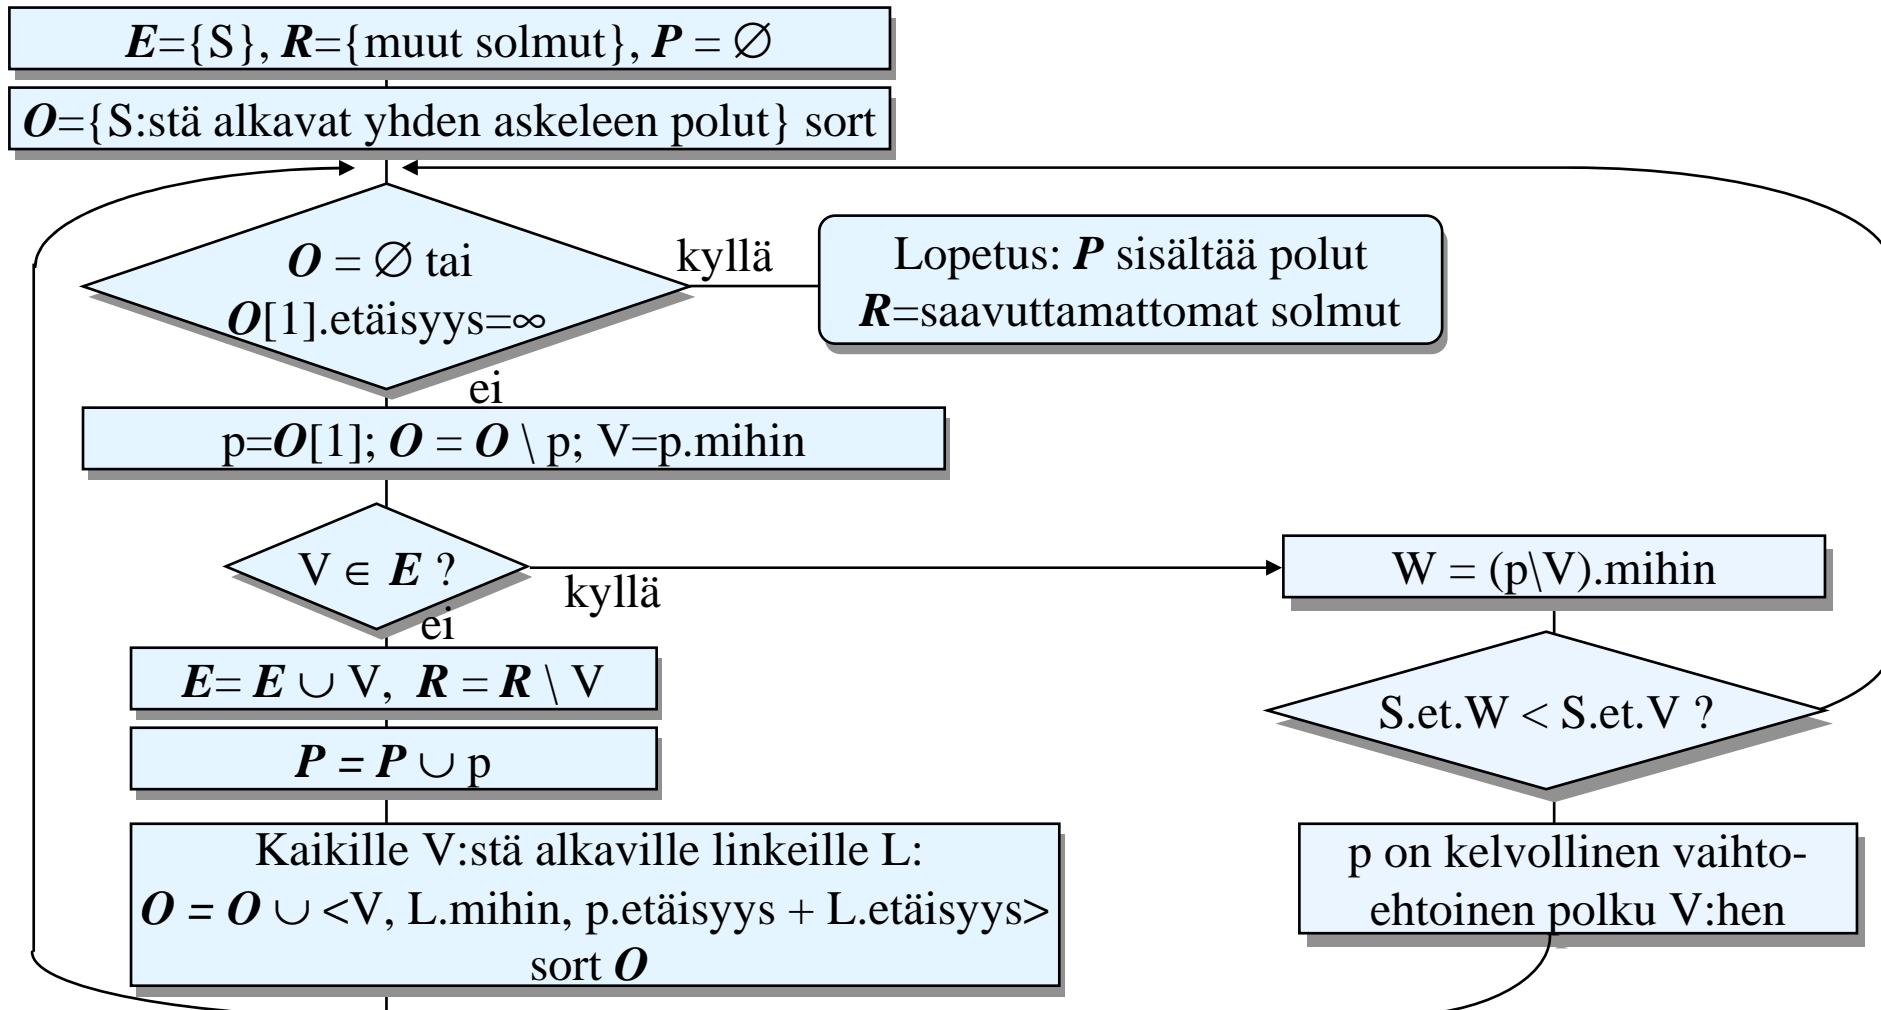 E={S}, R={muut solmut}, P = ∅
O={S:stä alkavat yhden askeleen polut} sort
O = ∅ tai
O[1].etäisyys=∞
kyllä
Lopetus: P sisältää polut
R=saavuttamattomat solmut
ei
p=O[1]; O = O \ p; V=p.mihin
V ∈ E ?
kyllä
ei
W = (p\V).mihin
E= E ∪ V, R = R \ V
S.et.W < S.et.V ?
P = P ∪ p
Kaikille V:stä alkaville linkeille L:
O = O ∪ <V, L.mihin, p.etäisyys + L.etäisyys>
sort O
p on kelvollinen vaihto-
ehtoinen polku V:hen